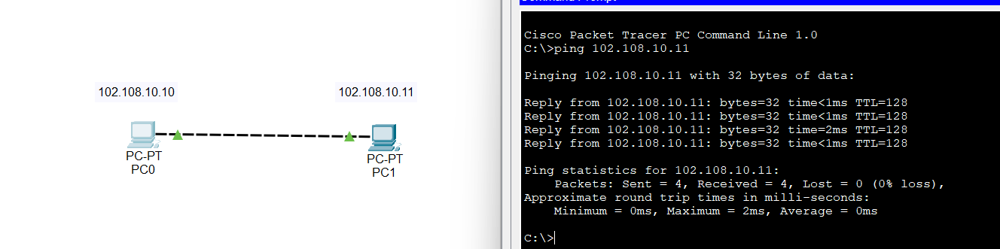 102.108.10.10
102.108.10.11
PC-PT
PC0
PC-PT
PC1
Cisco Packet Tracer PC Command Line 1.0
C:\>ping 102.108.10.11
Pinging 102.108.10.11 with 32 bytes of data:
Reply from 102.108.10.11: bytes=32 time<1ms TTL=128
Reply from 102.108.10.11: bytes=32 time<1ms TTL=128
Reply from 102.108.10.11: bytes=32 time=2ms TTL=128
Reply from 102.108.10.11: bytes=32 time<1ms TTL=128
Ping statistics for 102.108.10.11:
Packets: Sent = 4, Received = 4, Lost = 0 (0% loss),
Approximate round trip times in milli-seconds:
Minimum = 0ms, Maximum = 2ms, Average = 0ms
C:\>